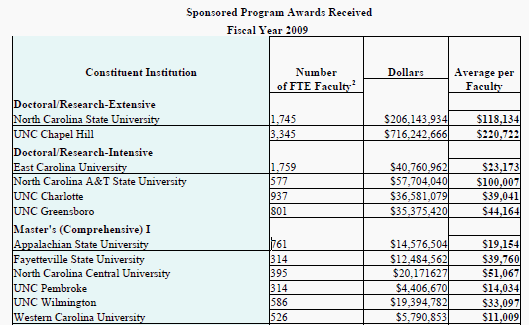 Sponsored Program Awards Received
Fiscal Year 2009
Constituent Institution Number of FTE Faculty2 Dollars Average per Faculty
Doctoral/Research-Extensive
North Carolina State University 1,745 $206,143,934 $118,134
UNC Chapel Hill 3,345 $716,242,666 $220,722
Doctoral/Research-Intensive
East Carolina University 1,759 $40,760,962 $23,173
North Carolina A&T State University 577 $57,704,040 $100,007
UNC Charlotte 937 $36,581,079 $39,041
UNC Greensboro 801 $35,375,420 $44,164
Master's (Comprehensive) I
Appalachian State University 761 $14,576,504 $19,154
Fayetteville State University 314 $12,484,562 $39,760
North Carolina Central University 395 $20,171627 $51,067
UNC Pembroke 314 $4,406,670 $14,034
UNC Wilmington 586 $19,394,782 $33,097
Western Carolina University 526 $5,790,853 $11,009